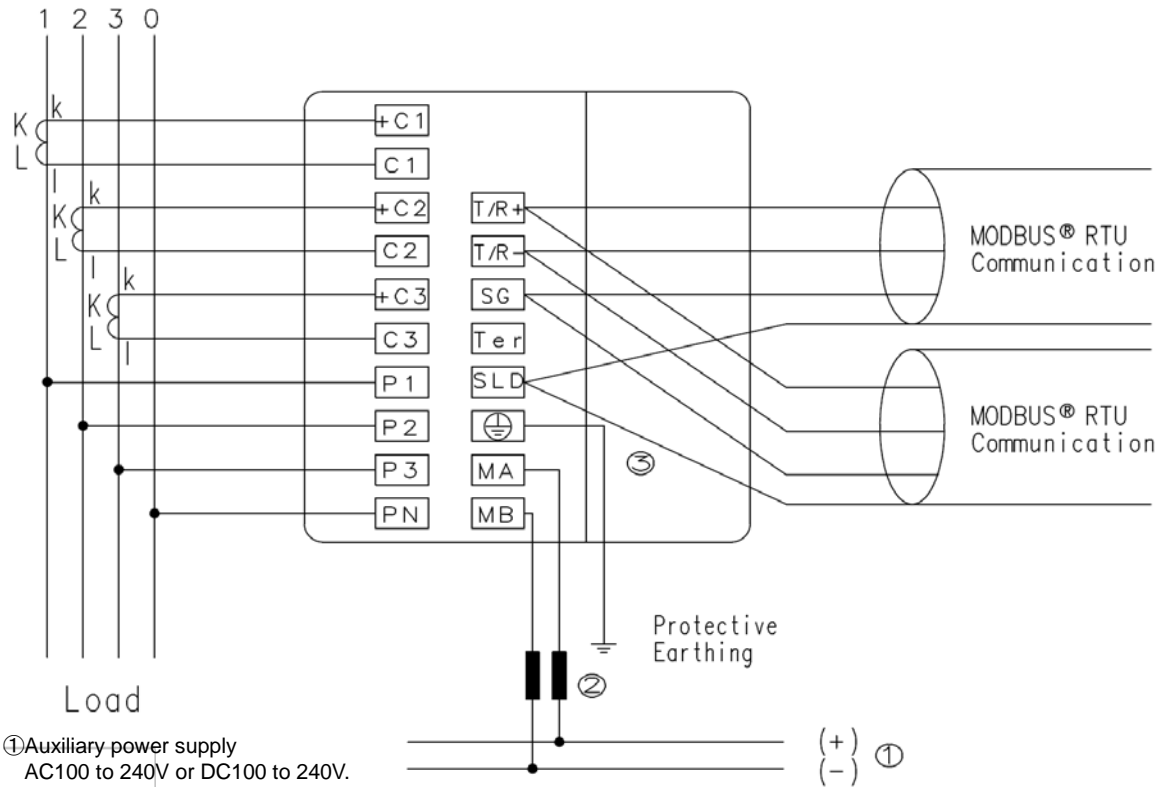 1 2 3 0
K k
L l
K k
L l
K k
L l
+C1
C1
+C2
C2
+C3
C3
P1
P2
P3
PN
T/R+
T/R-
SG
Ter
SLD
MA
MB
③
MODBUS® RTU
Communication
MODBUS® RTU
Communication
Protective
Earthing
②
Load
(+)
(-)
①
①Auxiliary power supply
AC100 to 240V or DC100 to 240V.